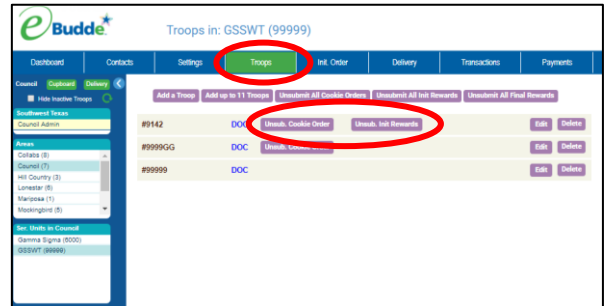 eBudde
Troops in: GSSWT (99999)
Dashboard Contacts Settings Troops Init. Order Delivery Transactions Payments
Council Cupboard Delivery
Hide Inactive Troops
Add a Troop Add up to 11 Troops Unsubmit All Cookie Orders Unsubmit All Init Rewards Unsubmit All Final Rewards
Southwest Texas
Council Admin
#9142 DOC Unsub. Cookie Order Unsub. Init Rewards Edit Delete
#9999GG DOC Unsub. Cookie Order Edit Delete
#99999 DOC Edit Delete
Areas
Collabs (8)
Council (7)
Hill Country (3)
Lonestar (6)
Mariposa (1)
Mockingbird (5)
Ser. Units in Council
Gamma Sigma (6000)
GSSWT (99999)